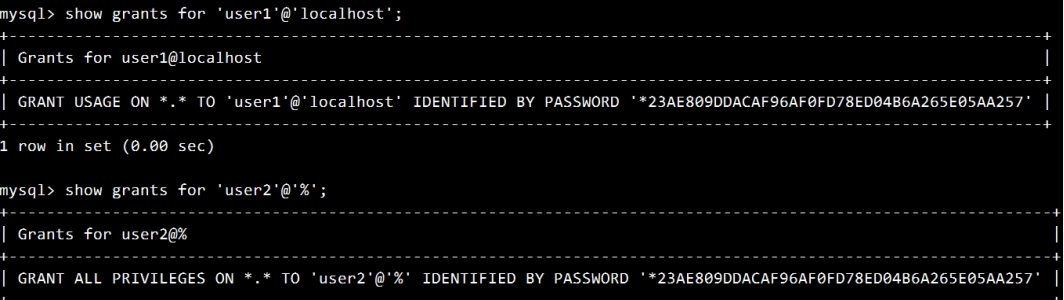 mysql> show grants for 'user1'@'localhost';
+-----------------------------------------------------------------------------------------------------------------+
| Grants for user1@localhost |
+-----------------------------------------------------------------------------------------------------------------+
| GRANT USAGE ON *.* TO 'user1'@'localhost' IDENTIFIED BY PASSWORD '*23AE809DDACAF96AF0FD78ED04B6A265E05AA257' |
+-----------------------------------------------------------------------------------------------------------------+
1 row in set (0.00 sec)
mysql> show grants for 'user2'@'%';
+-----------------------------------------------------------------------------------------------------------------+
| Grants for user2@% |
+-----------------------------------------------------------------------------------------------------------------+
| GRANT ALL PRIVILEGES ON *.* TO 'user2'@'%' IDENTIFIED BY PASSWORD '*23AE809DDACAF96AF0FD78ED04B6A265E05AA257' |